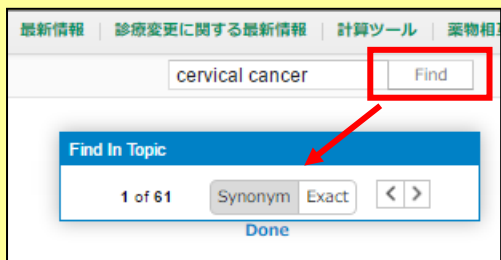 最新情報 | 診療変更に関する最新情報 | 計算ツール | 薬物相
cervical cancer Find
Find In Topic
1 of 61 Synonym Exact < >
Done